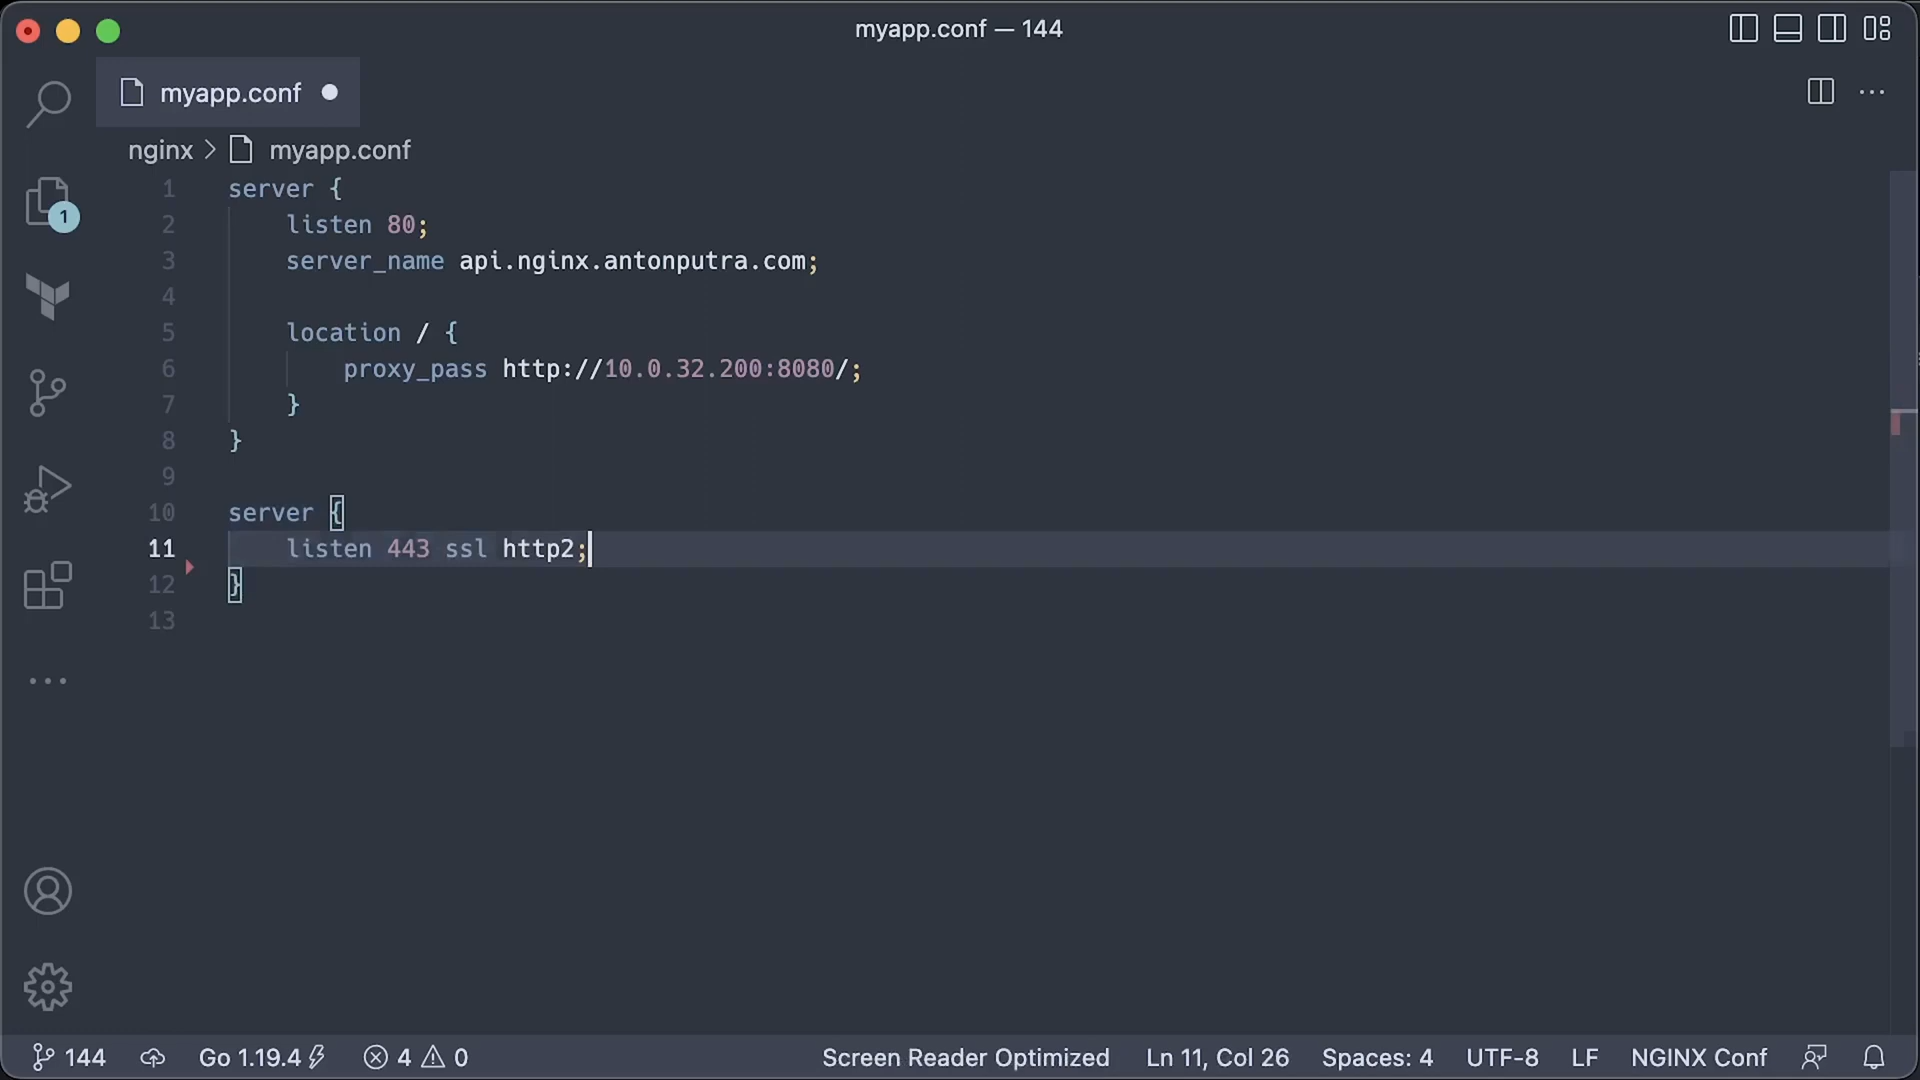 myapp.conf — 144
myapp.conf
nginx > myapp.conf
1 server {
2 listen 80;
3 server_name api.nginx.antonputra.com;
4
5 location / {
6 proxy_pass http://10.0.32.200:8080/;
7 }
8 }
9
10 server {
11 listen 443 ssl http2;
12 }
13
1
144 Go 1.19.4 4 0 Screen Reader Optimized Ln 11, Col 26 Spaces: 4 UTF-8 LF NGINX Conf